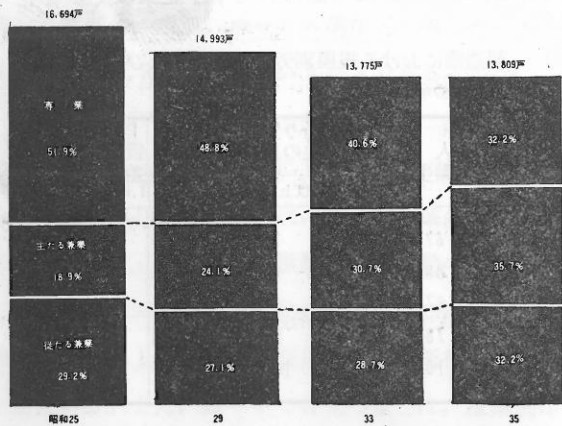 16.694戸
14.993戸
13.775戸
13.809戸
専 業
51.9%
48.8%
40.6%
32.2%
主たる兼業
18.9%
24.1%
30.7%
35.7%
従たる兼業
29.2%
27.1%
28.7%
32.2%
昭和25
29
33
35